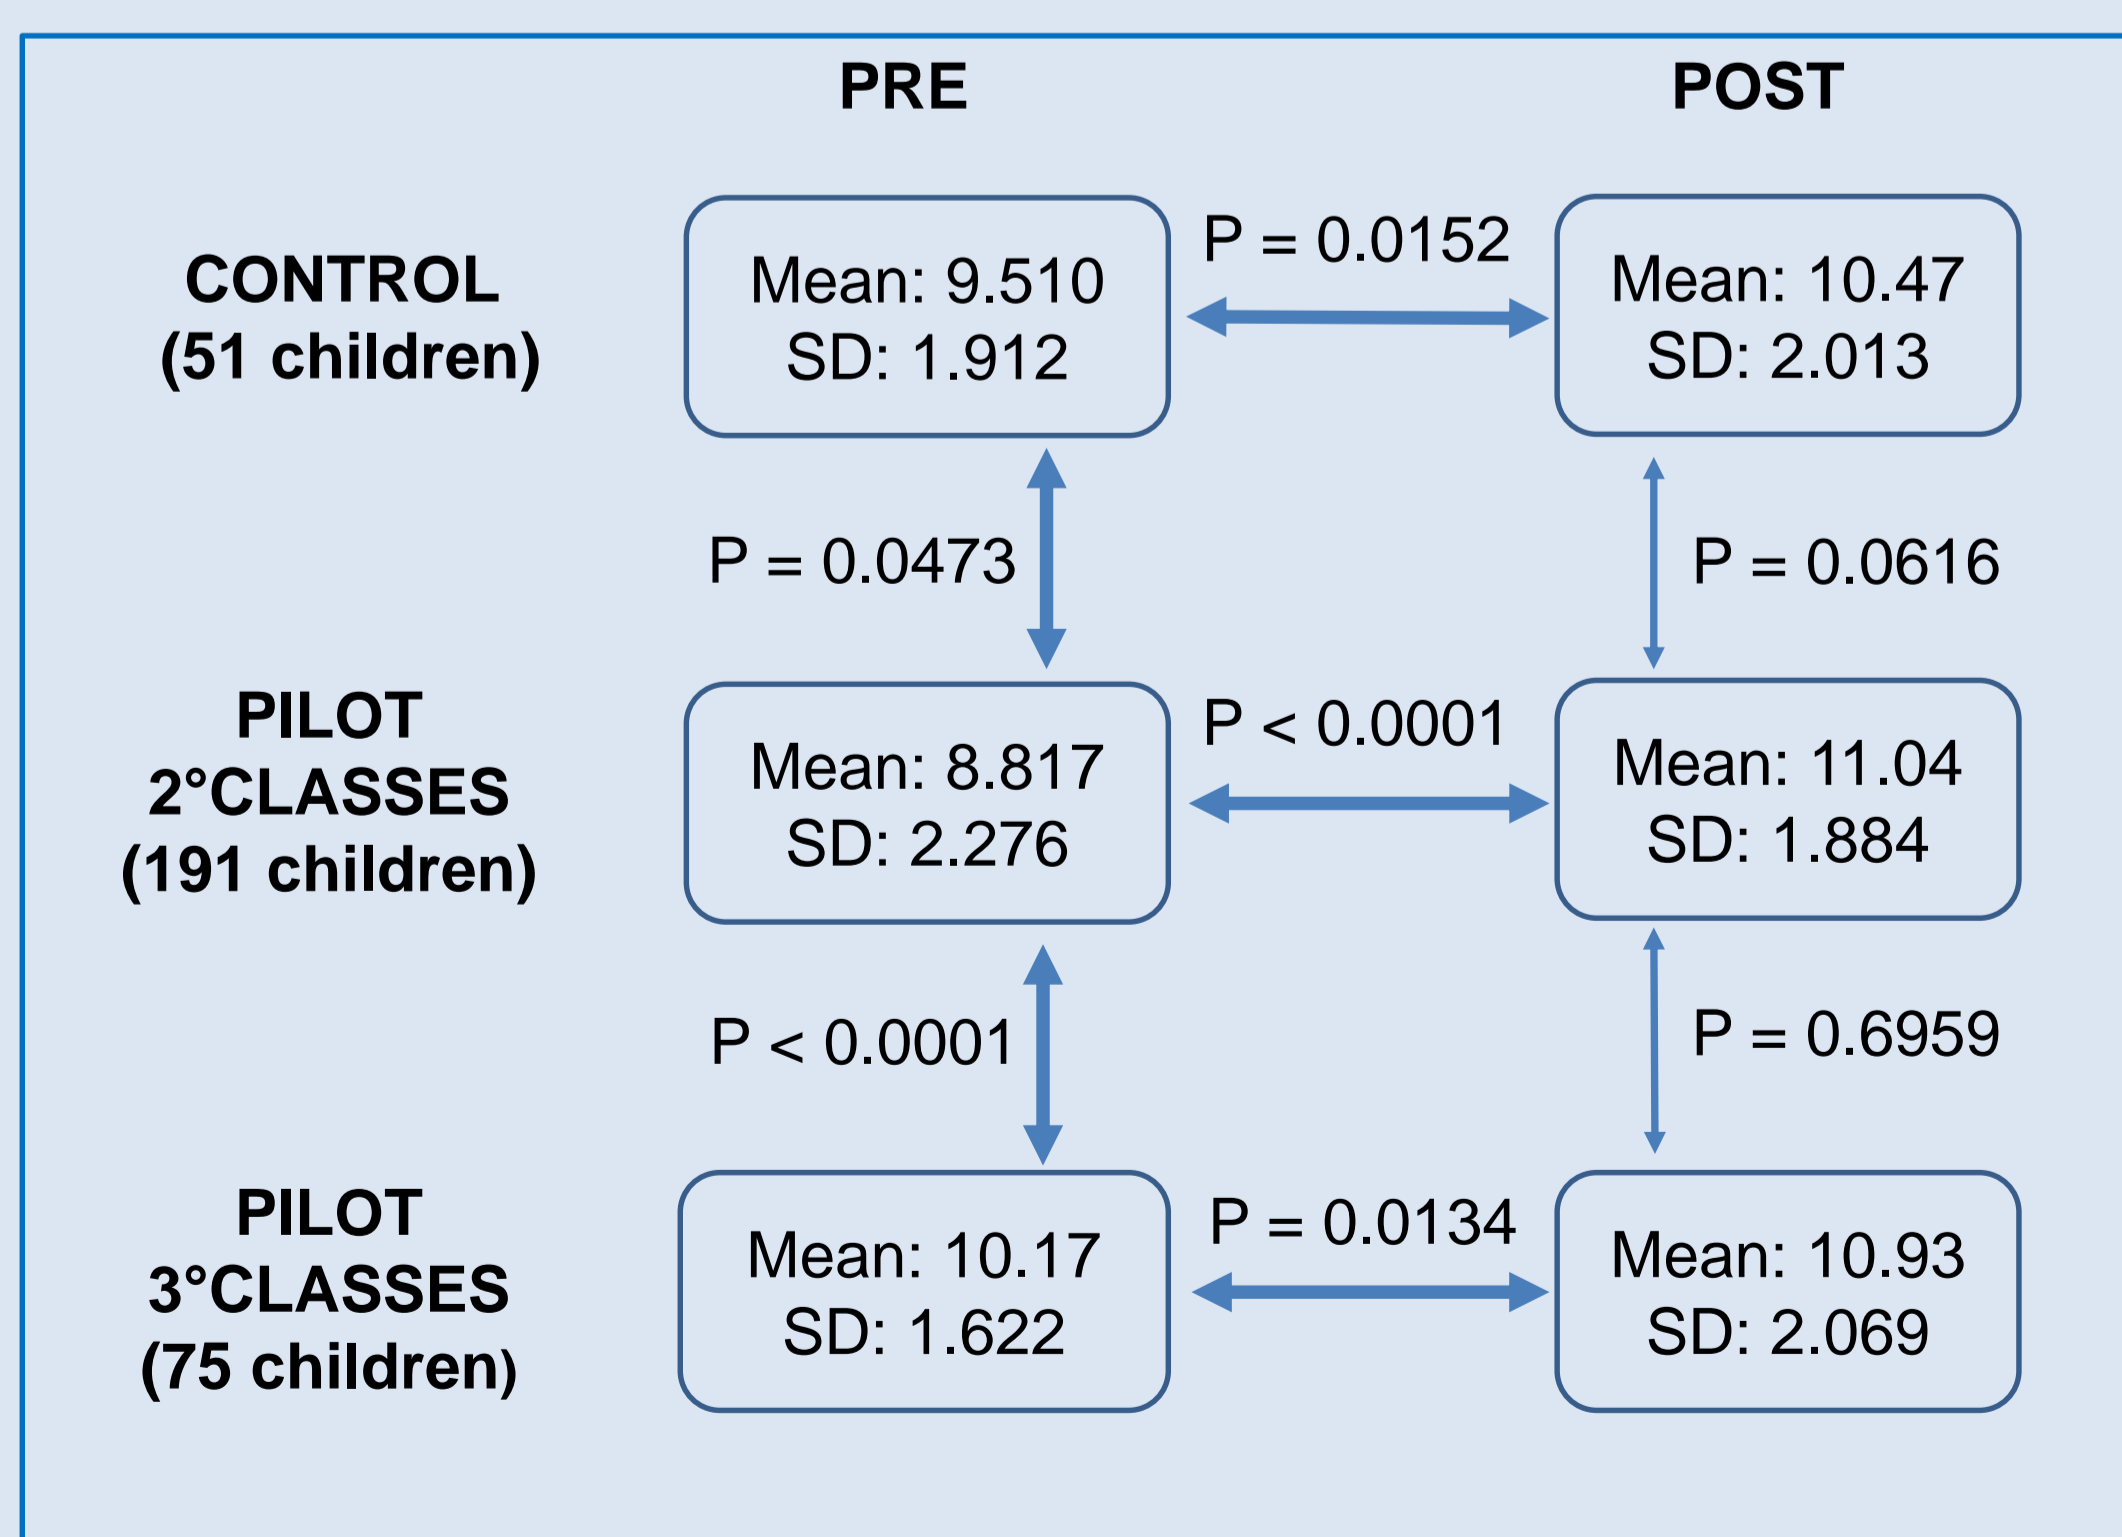 PRE
POST
CONTROL
(51 children)
Mean: 9.510
SD: 1.912
P = 0.0152
Mean: 10.47
SD: 2.013
P = 0.0473
P = 0.0616
PILOT
2°CLASSES
(191 children)
Mean: 8.817
SD: 2.276
P < 0.0001
Mean: 11.04
SD: 1.884
P < 0.0001
P = 0.6959
PILOT
3°CLASSES
(75 children)
Mean: 10.17
SD: 1.622
P = 0.0134
Mean: 10.93
SD: 2.069